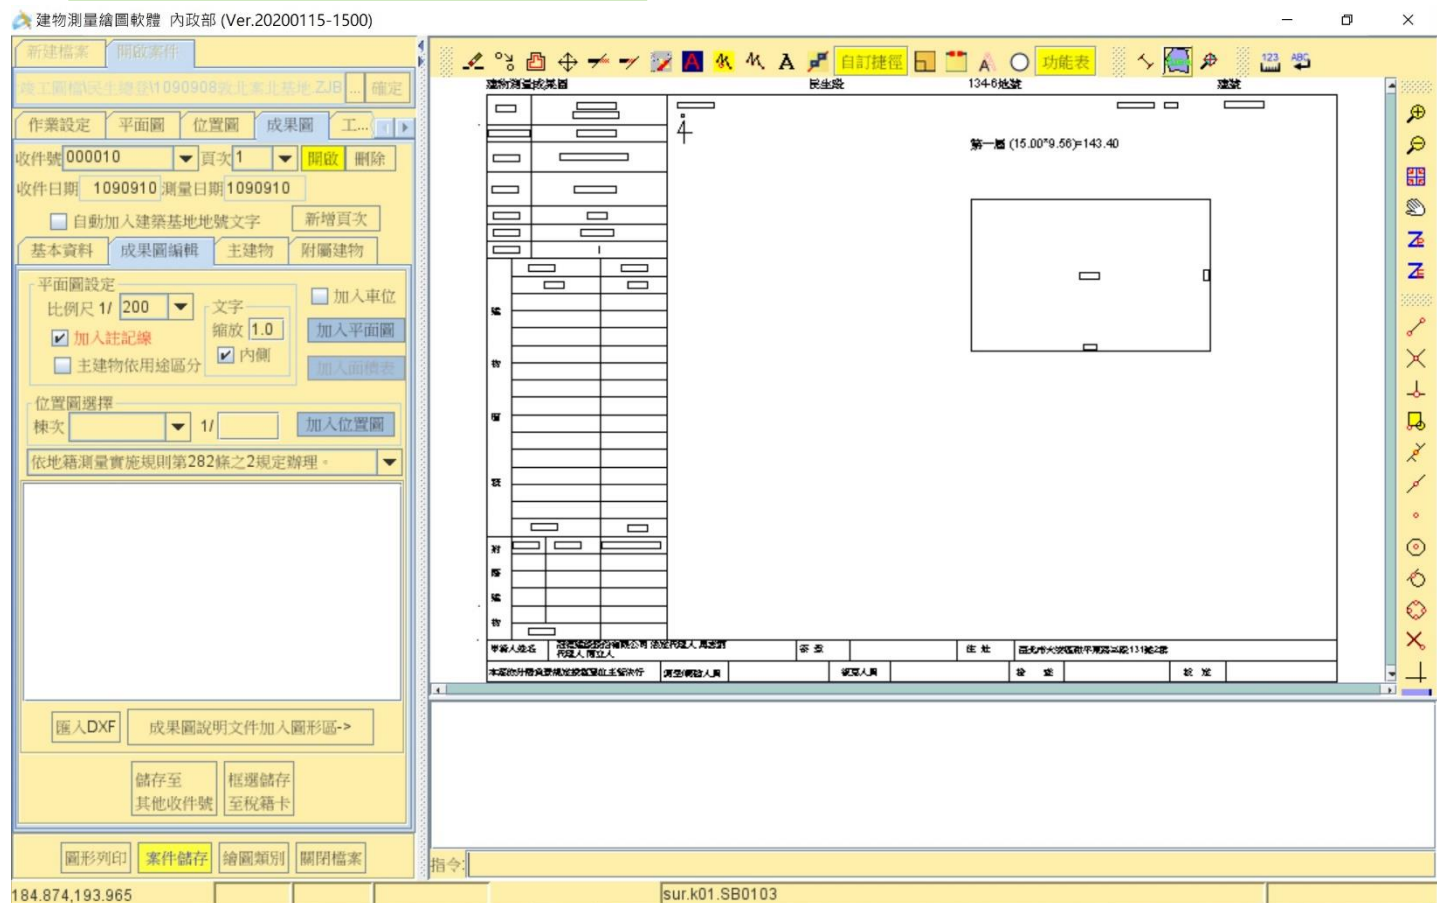 建物測量繪圖軟體 內政部 (Ver.20200115-1500)
新建檔案 開啟案件
確定
作業設定 平面圖 位置圖 成果圖 工...
收件號 000010 頁次 1 開啟 刪除
收件日期 1090910 測量日期 1090910
自動加入建築基地地號文字 新增頁次
基本資料 成果圖編輯 主建物 附屬建物
平面圖設定
比例尺 1/ 200 文字 加入車位
加入註記線 縮放 1.0 加入平面圖
主建物依用途區分 內側 加入面積表
位置圖選擇
棟次 1/ 加入位置圖
依地籍測量實施規則第282條之2規定辦理。
匯入DXF 成果圖說明文件加入圖形區->
儲存至 框選儲存
其他收件號 至稅籍卡
圖形列印 案件儲存 繪圖類別 關閉檔案
184.874,193.965
自訂捷徑 功能表 123 ABC
建物測量成果圖 民生段 134-6地號 建號
第一層 (15.00*9.56)=143.40
申請人姓名 簽章 住址
指令:
sur.k01.SB0103